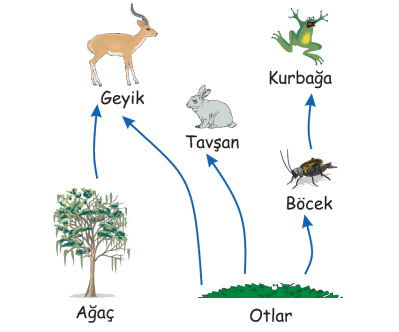 Geyik
Kurbağa
Tavşan
Böcek
Ağaç
Otlar